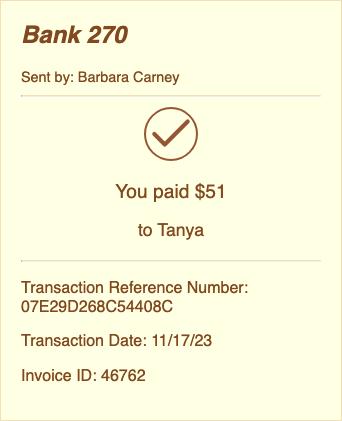 Bank 270
Sent by: Barbara Carney
You paid $51
to Tanya
Transaction Reference Number:
07E29D268C54408C
Transaction Date: 11/17/23
Invoice ID: 46762